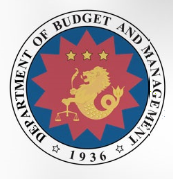 DEPARTMENT OF BUDGET AND MANAGEMENT
1936